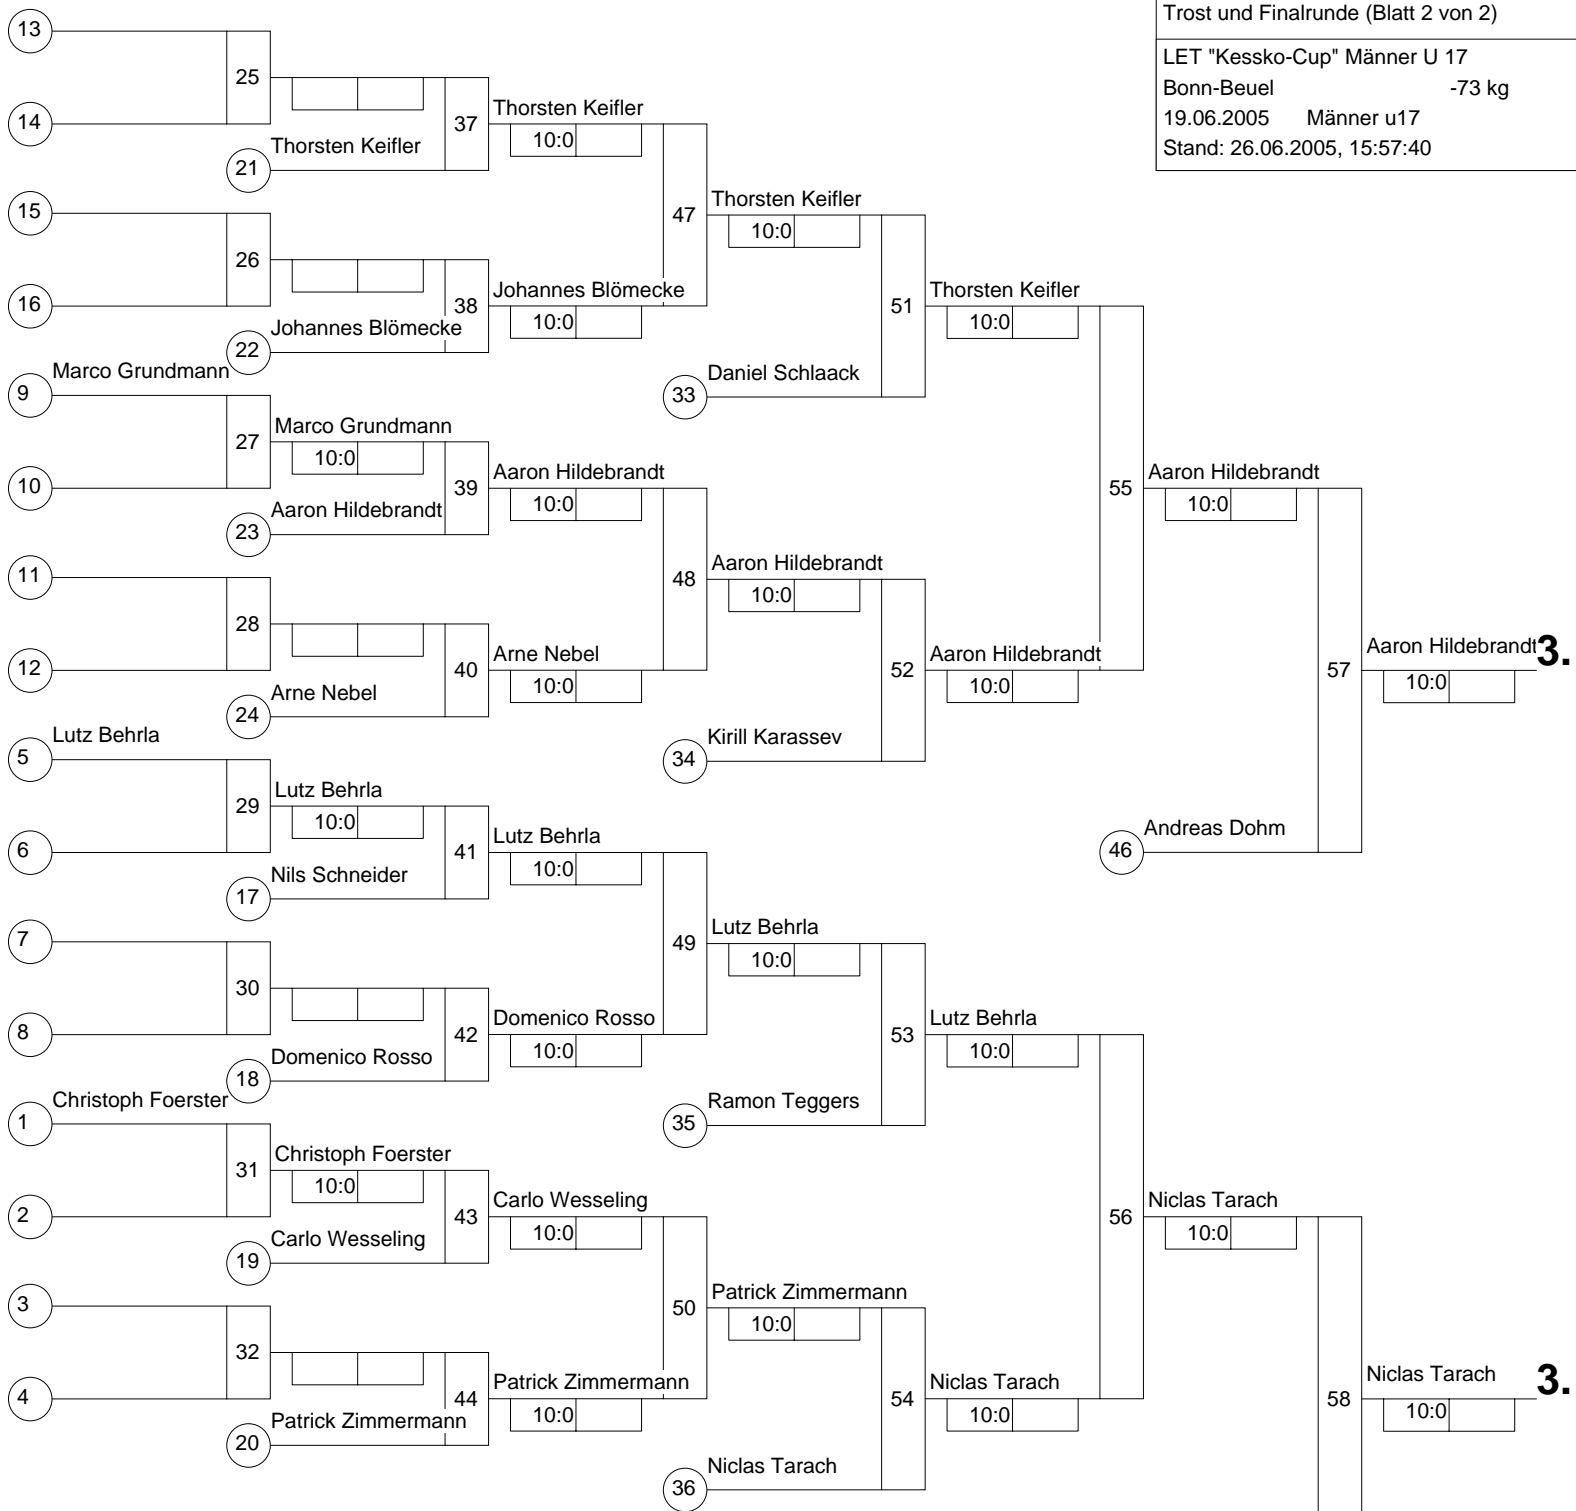 Trost und Finalrunde (Blatt 2 von 2)
LET "Kessko-Cup" Männer U 17
Bonn-Beuel -73 kg
19.06.2005 Männer u17
Stand: 26.06.2005, 15:57:40
13
25
14
37
Thorsten Keifler
10:0
Thorsten Keifler
21
15
47
Thorsten Keifler
10:0
26
16
38
Johannes Blömecke
10:0
Johannes Blömecke
22
51
Thorsten Keifler
10:0
Marco Grundmann
9
Daniel Schlaack
33
27
Marco Grundmann
10:0
10
39
Aaron Hildebrandt
10:0
55
Aaron Hildebrandt
10:0
Aaron Hildebrandt
23
11
48
Aaron Hildebrandt
10:0
28
12
40
Arne Nebel
10:0
52
Aaron Hildebrandt
10:0
57
Aaron Hildebrandt
3.
10:0
Arne Nebel
24
Lutz Behrla
5
Kirill Karassev
34
29
Lutz Behrla
10:0
6
41
Lutz Behrla
10:0
Andreas Dohm
46
Nils Schneider
17
7
49
Lutz Behrla
10:0
30
8
42
Domenico Rosso
10:0
53
Lutz Behrla
10:0
Domenico Rosso
18
Christoph Foerster
1
Ramon Teggers
35
31
Christoph Foerster
10:0
2
43
Carlo Wesseling
10:0
56
Niclas Tarach
10:0
Carlo Wesseling
19
3
50
Patrick Zimmermann
10:0
32
4
44
Patrick Zimmermann
10:0
54
Niclas Tarach
10:0
58
Niclas Tarach
3.
10:0
Patrick Zimmermann
20
Niclas Tarach
36